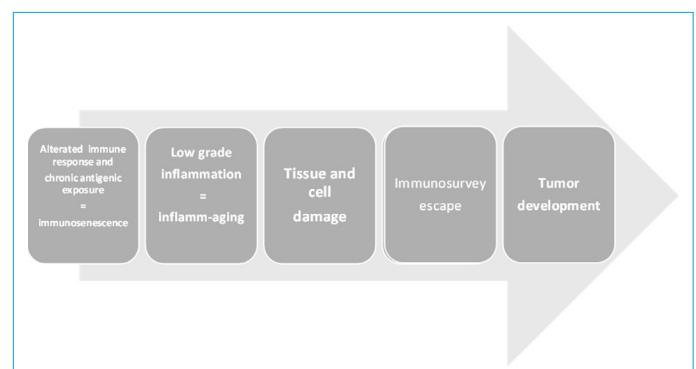 Altered immune
response and
chronic antigenic
exposure
=
immunosenescence
Low grade
inflammation
=
inflamm-aging
Tissue and
cell
damage
Immunosurvey
escape
Tumor
development